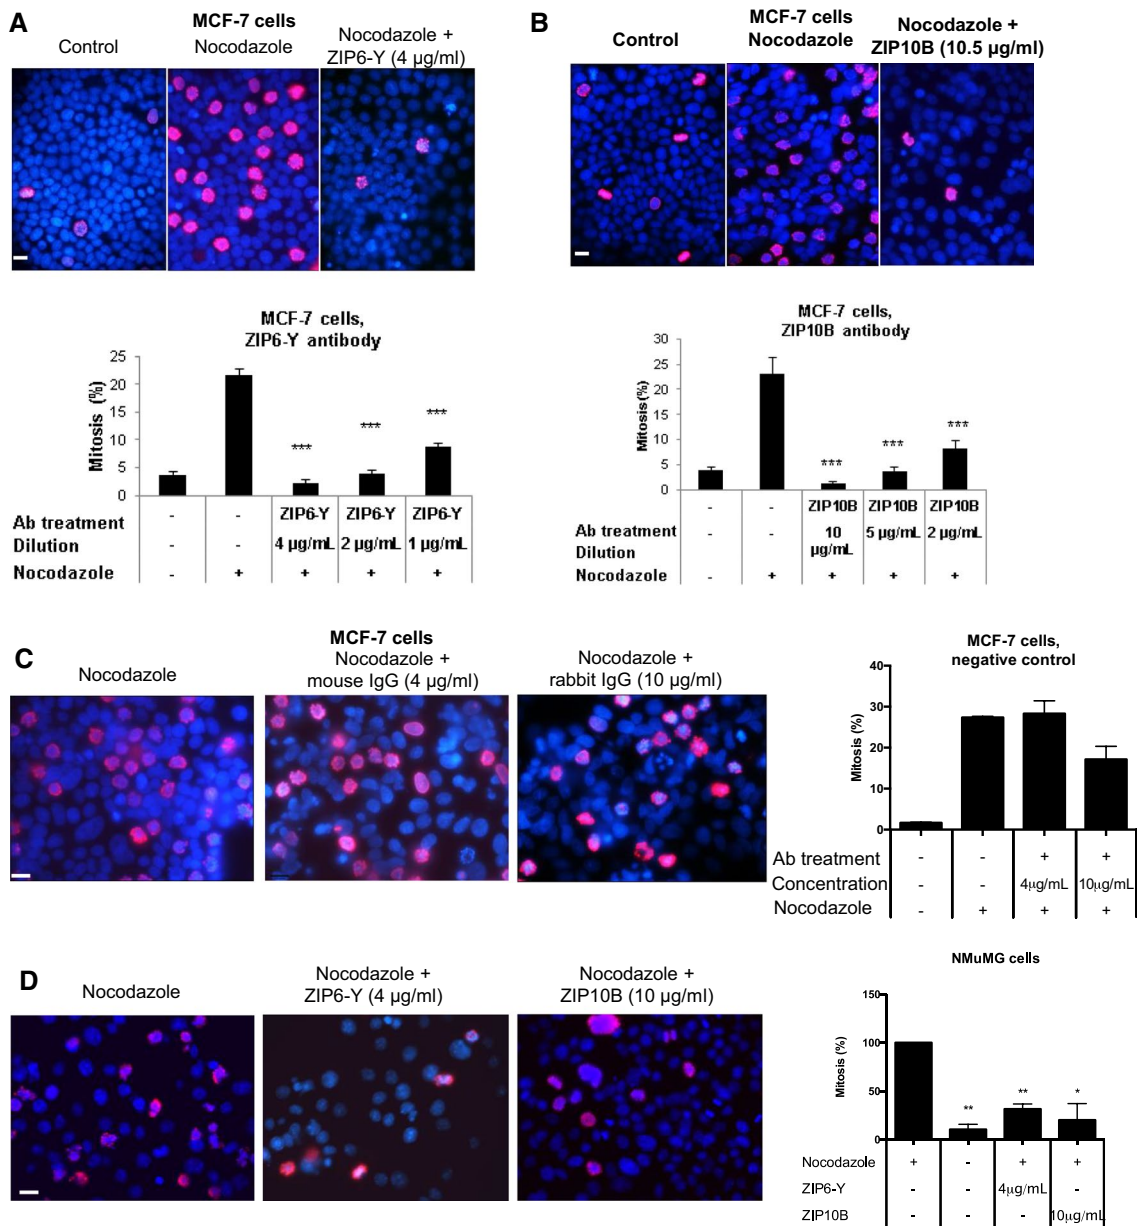 A
MCF-7 cells
Control
Nocodazole
Nocodazole +
ZIP6-Y (4 µg/ml)
MCF-7 cells,
ZIP6-Y antibody
Mitosis (%)
25
20
15
10
5
0
***
***
***
- - ZIP6-Y ZIP6-Y ZIP6-Y
Ab treatment
Dilution - - 4 µg/mL 2 µg/mL 1 µg/mL
Nocodazole - + + + +
B
MCF-7 cells
Control
Nocodazole
Nocodazole +
ZIP10B (10.5 µg/ml)
MCF-7 cells,
ZIP10B antibody
Mitosis (%)
30
25
20
15
10
5
0
***
***
***
- - ZIP10B ZIP10B ZIP10B
Ab treatment
Dilution - - 10 µg/mL 5 µg/mL 2 µg/mL
Nocodazole - + + + +
C
MCF-7 cells
Nocodazole
Nocodazole +
mouse IgG (4 µg/ml)
Nocodazole +
rabbit IgG (10 µg/ml)
MCF-7 cells,
negative control
Mitosis (%)
40
30
20
10
0
Ab treatment - - + +
Concentration - - 4µg/mL 10µg/mL
Nocodazole - + + +
D
Nocodazole
Nocodazole +
ZIP6-Y (4 µg/ml)
Nocodazole +
ZIP10B (10 µg/ml)
NMuMG cells
Mitosis (%)
150
100
50
0
**
**
*
Nocodazole + - + +
ZIP6-Y - - 4µg/mL -
ZIP10B - - - 10µg/mL